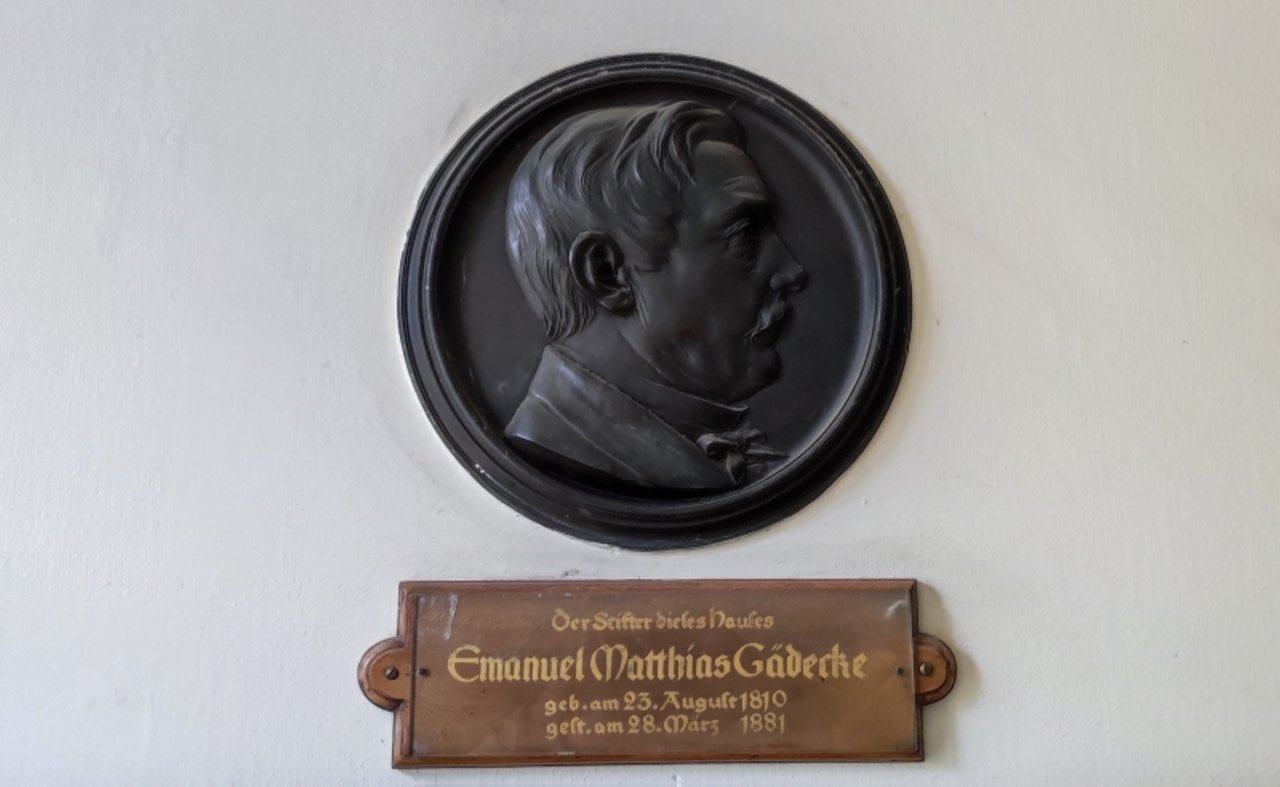 Der Stifter dieses Hauses
Emanuel Matthias Gädecke
geb. am 23. August 1810
gest. am 28. März 1881